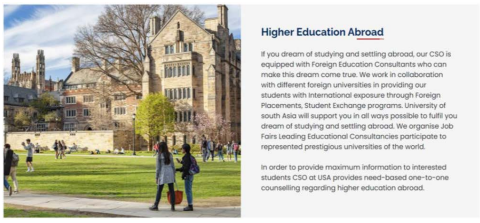 Higher Education Abroad
If you dream of studying and settling abroad, our CSO is
equipped with Foreign Education Consultants who can
make this dream come true. We work in collaboration
with different foreign universities in providing our
students with International exposure through Foreign
Placements, Student Exchange programs. University of
south Asia will support you in all ways possible to fulfil you
dream of studying and settling abroad. We organise Job
Fairs Leading Educational Consultancies participate to
represented prestigious universities of the world.
In order to provide maximum information to interested
students CSO at USA provides need-based one-to-one
counselling regarding higher education abroad.